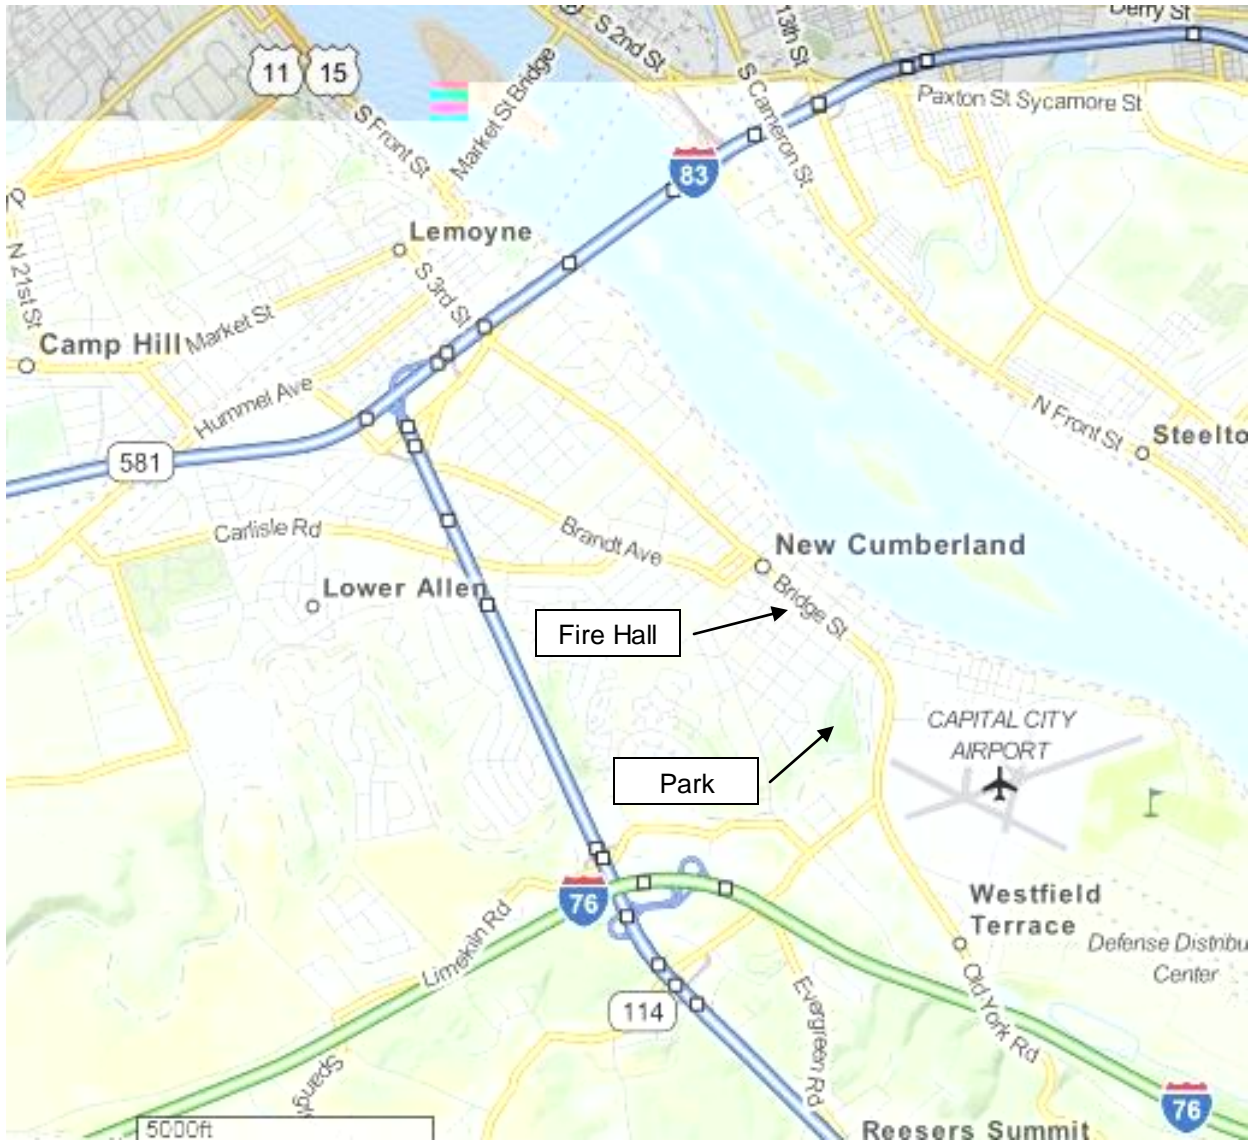 Derry St
S 2nd St
13th St
11
15
S Cameron St
Market St Bridge
Paxton St
Sycamore St
S Front St
83
Lemoyne
N 21st St
S 3rd St
Market St
Camp Hill
Hummel Ave
N Front St
581
Carlisle Rd
Brandt Ave
New Cumberland
Lower Allen
Bridge St
Fire Hall
CAPITAL CITY
AIRPORT
Park
76
Westfield
Terrace
Limekiln Rd
Defense Distribu
Center
114
Evergreen Rd
Old York Rd
76
5000ft
Reesers Summit